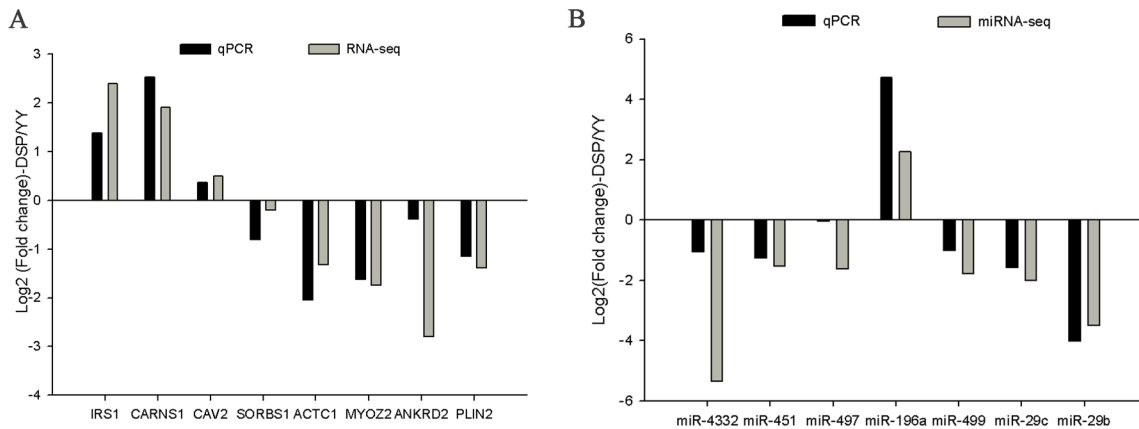 A
qPCR RNA-seq
Log2 (Fold change)-DSP/YY
3
2
1
0
-1
-2
-3
-4
IRS1 CARNS1 CAV2 SORBS1 ACTC1 MYOZ2 ANKRD2 PLIN2
B
qPCR miRNA-seq
Log2(Fold change)-DSP/YY
6
4
2
0
-2
-4
-6
miR-4332 miR-451 miR-497 miR-196a miR-499 miR-29c miR-29b